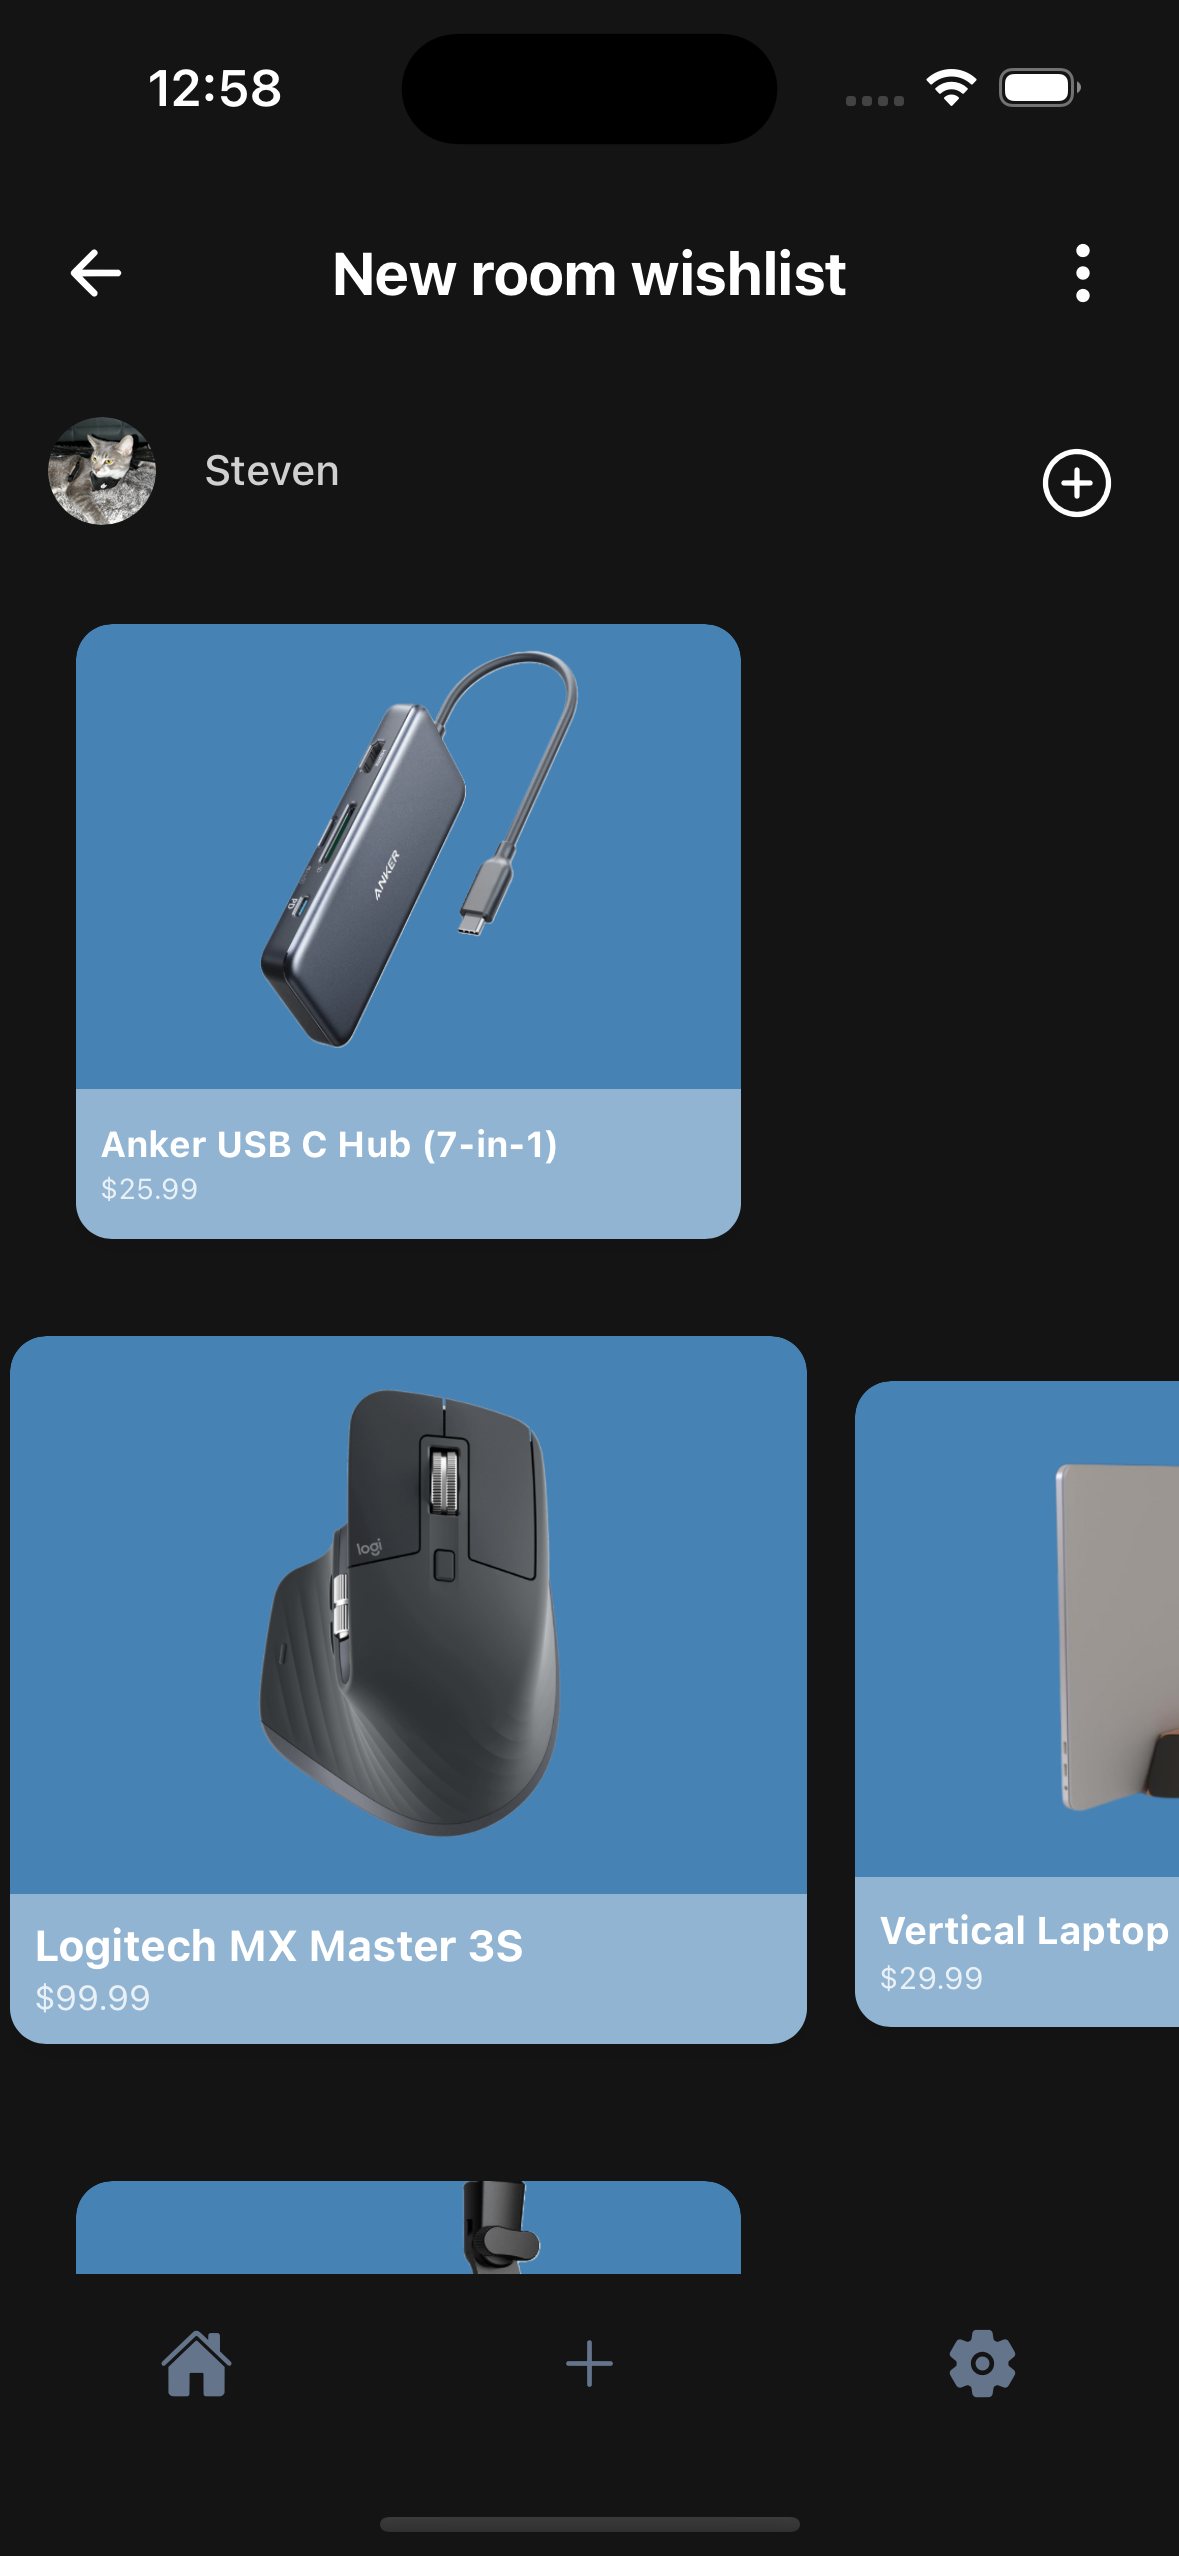 12:58
New room wishlist
Steven
ANKER
PD
Anker USB C Hub (7-in-1)
$25.99
logi
Logitech MX Master 3S
$99.99
Vertical Laptop
$29.99